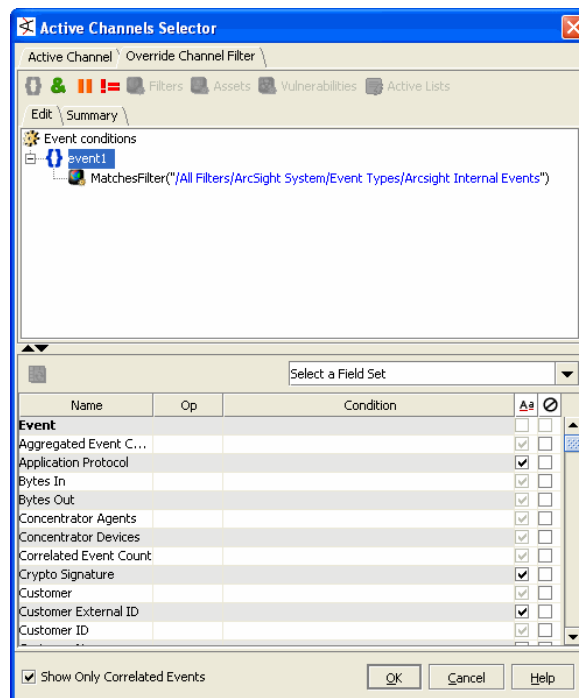 Active Channels Selector
Active Channel Override Channel Filter
{} & || != Filters Assets Vulnerabilities Active Lists
Edit Summary
Event conditions
{} event1
MatchesFilter("/All Filters/ArcSight System/Event Types/Arcsight Internal Events")
Select a Field Set
Name Op Condition Aa
Event
Aggregated Event C...
Application Protocol
Bytes In
Bytes Out
Concentrator Agents
Concentrator Devices
Correlated Event Count
Crypto Signature
Customer
Customer External ID
Customer ID
Show Only Correlated Events OK Cancel Help